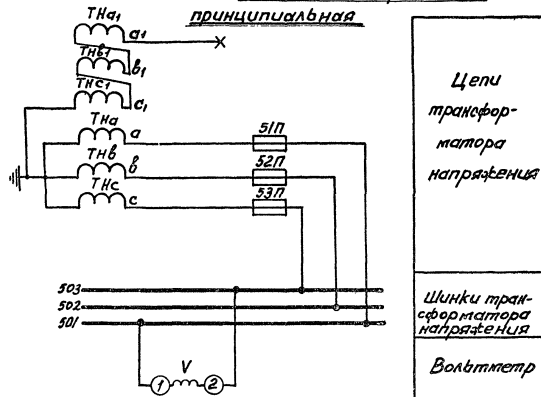 принципиальная
ТНа1 а1
ТНв1 в1
ТНс1 с1
ТНа а 51П
ТНв в 52П
ТНс с 53П
503
502
501
V
1 2
Цепи
трансфор-
матора
напряжения
Шинки тран-
сформатора
напряжения
Вольтметр